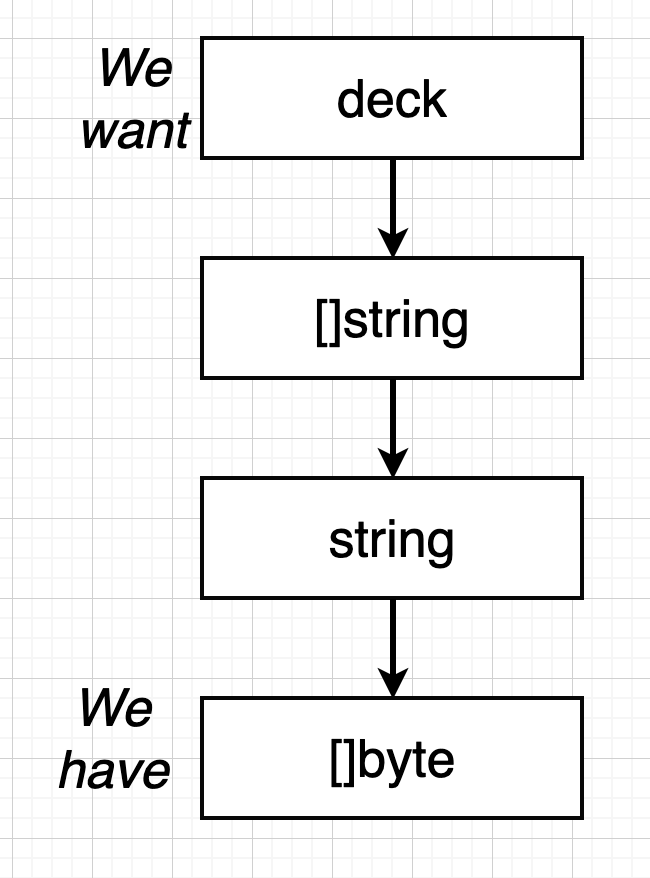 We
want
deck
[]string
string
We
have
[]byte